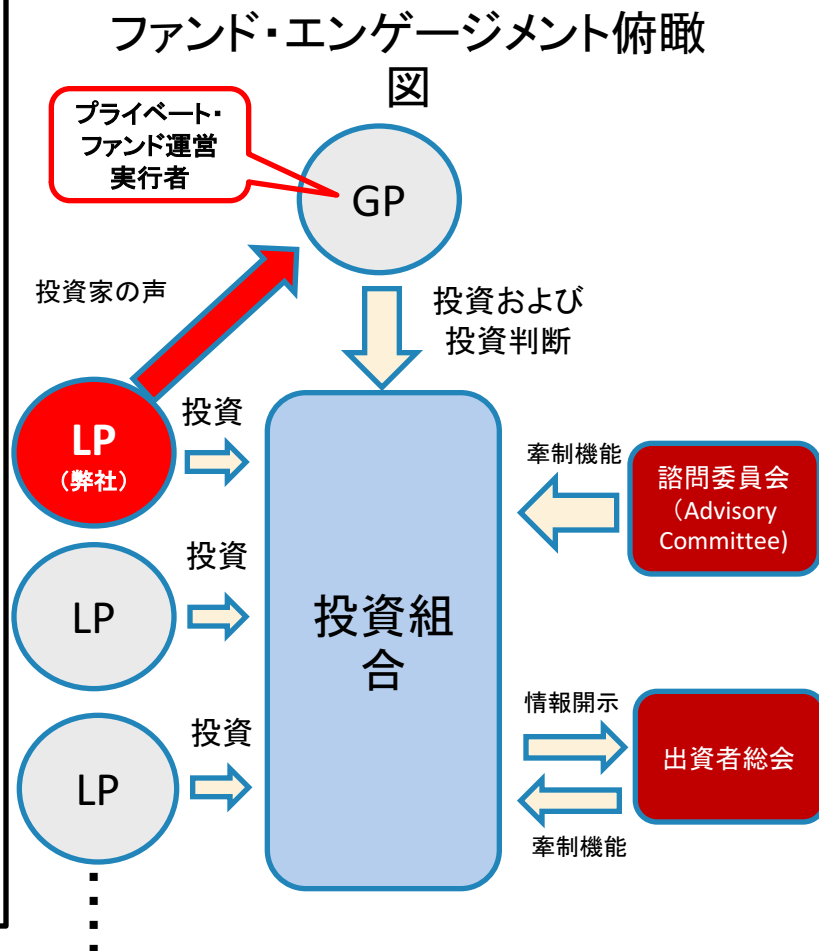 ファンド・エンゲージメント俯瞰
図
プライベート・
ファンド運営
実行者
GP
投資家の声
投資および
投資判断
LP
（弊社）
投資
牽制機能
諮問委員会
（Advisory
Committee)
LP
投資
投資組
合
LP
投資
情報開示
出資者総会
牽制機能